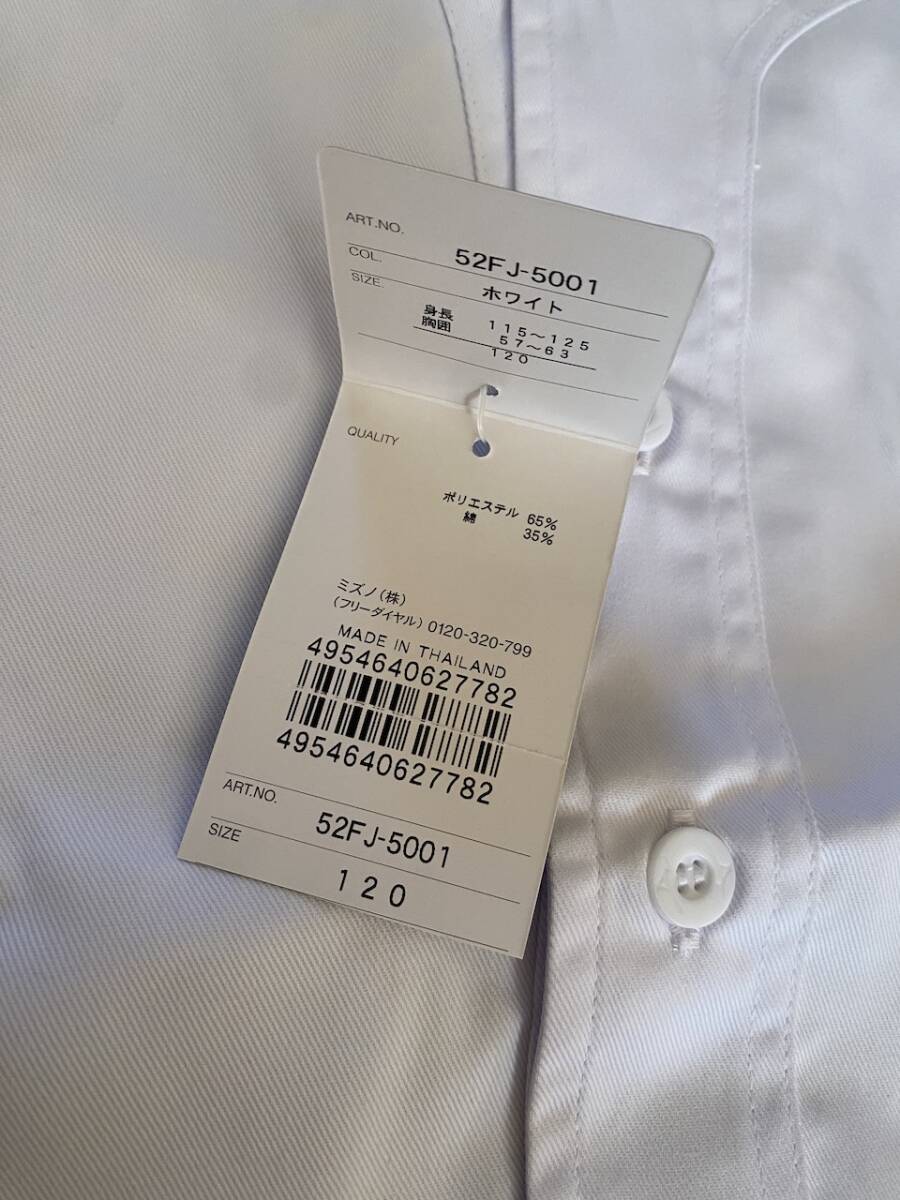 ART.NO.
52FJ-5001
COL.
ホワイト
SIZE.
身長 115～125
胸囲 57～63
120
QUALITY
ポリエステル 65%
綿 35%
ミズノ(株)
(フリーダイヤル) 0120-320-799
MADE IN THAILAND
4954640627782
4954640627782
ART.NO.
52FJ-5001
SIZE
120